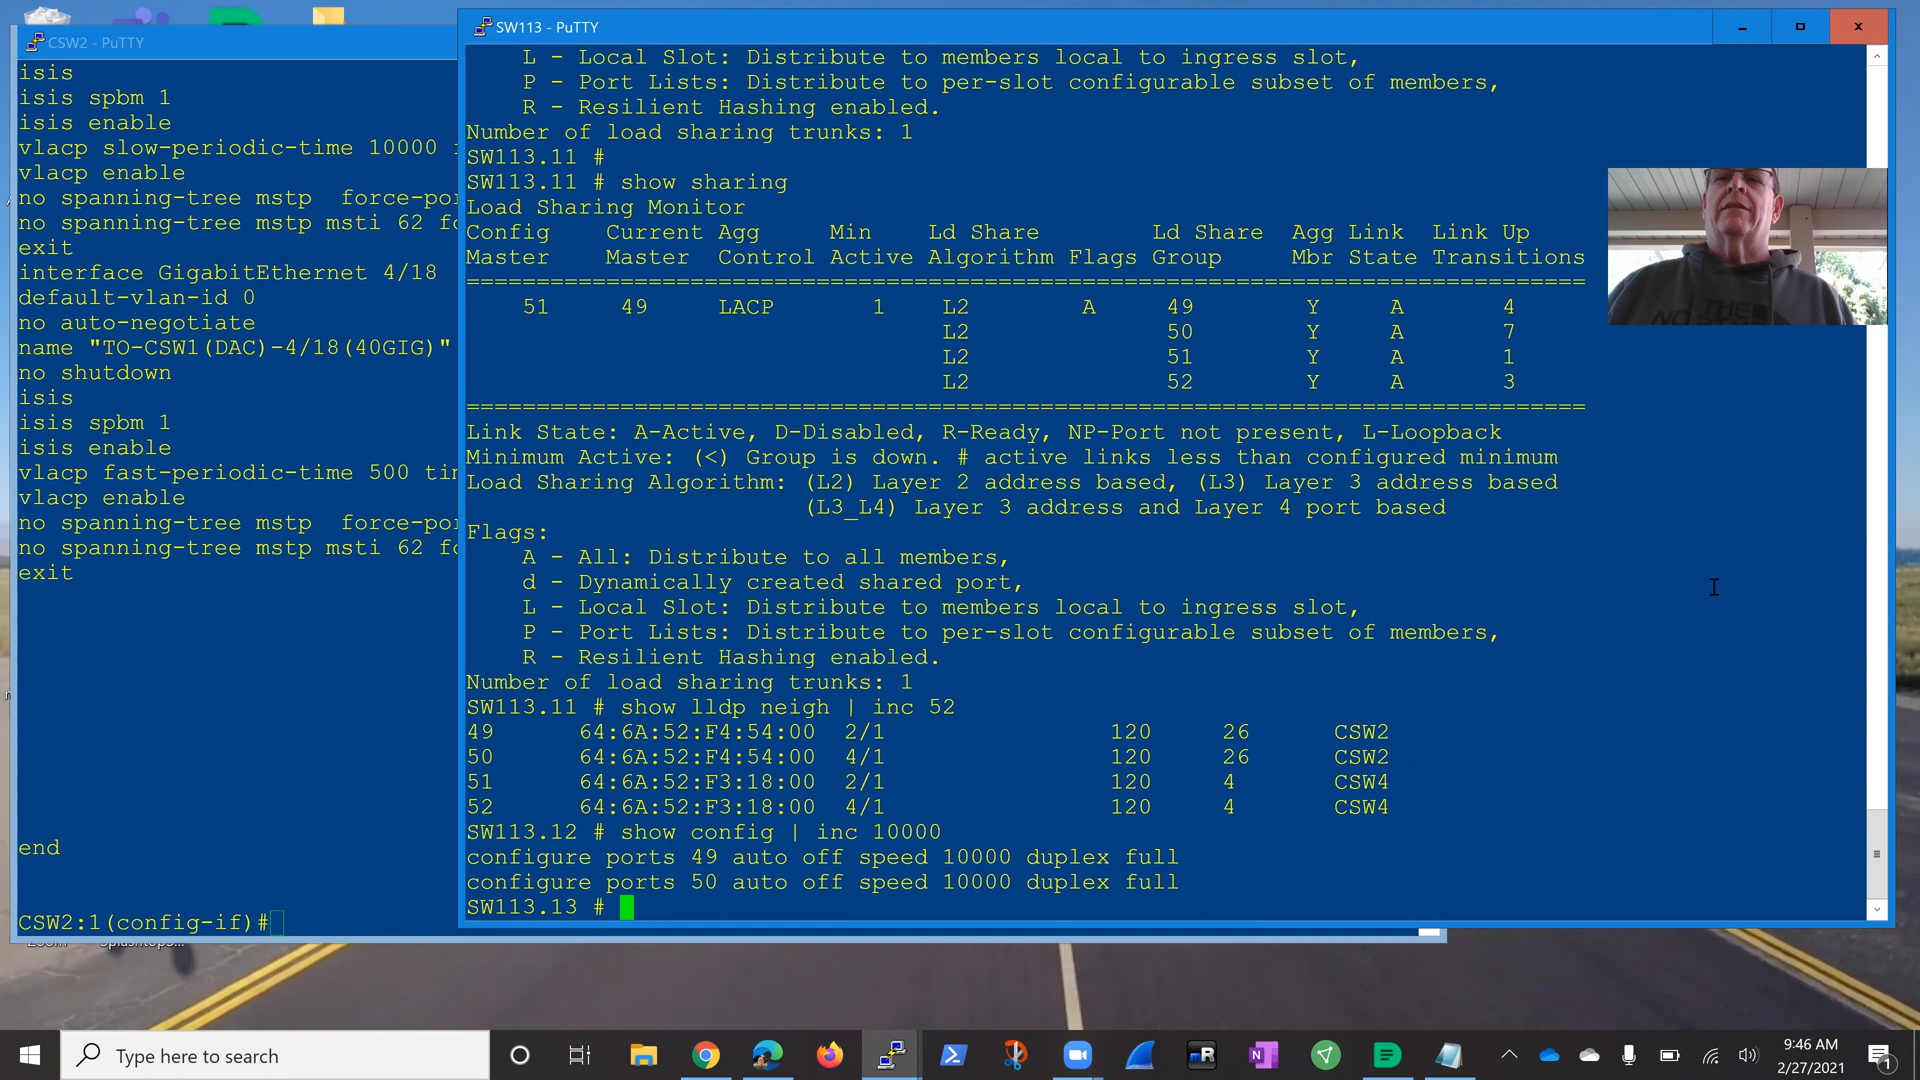 CSW2 - PuTTY
isis
isis spbm 1
isis enable
vlacp slow-periodic-time 10000
vlacp enable
no spanning-tree mstp  force-po
no spanning-tree mstp msti 62
exit
interface GigabitEthernet 4/18
default-vlan-id 0
no auto-negotiate
name "TO-CSW1(DAC)-4/18(40GIG)"
no shutdown
isis
isis spbm 1
isis enable
vlacp fast-periodic-time 500
vlacp enable
no spanning-tree mstp  force-po
no spanning-tree mstp msti 62
exit
end
CSW2:1(config-if)#
SW113 - PuTTY
L - Local Slot: Distribute to members local to ingress slot,
P - Port Lists: Distribute to per-slot configurable subset of members,
R - Resilient Hashing enabled.
Number of load sharing trunks: 1
SW113.11 #
SW113.11 # show sharing
Load Sharing Monitor
Config    Current Agg     Min    Ld Share        Ld Share  Agg Link  Link Up
Master    Master  Control Active Algorithm Flags Group     Mbr State Transitions
================================================================================
51     49     LACP       1   L2        A     49        Y     A       4
L2              50        Y     A       7
L2              51        Y     A       1
L2              52        Y     A       3
================================================================================
Link State: A-Active, D-Disabled, R-Ready, NP-Port not present, L-Loopback
Minimum Active: (<) Group is down. # active links less than configured minimum
Load Sharing Algorithm: (L2) Layer 2 address based, (L3) Layer 3 address based
(L3_L4) Layer 3 address and Layer 4 port based
Flags:
A - All: Distribute to all members,
d - Dynamically created shared port,
L - Local Slot: Distribute to members local to ingress slot,
P - Port Lists: Distribute to per-slot configurable subset of members,
R - Resilient Hashing enabled.
Number of load sharing trunks: 1
SW113.11 # show lldp neigh | inc 52
49      64:6A:52:F4:54:00  2/1                120     26      CSW2
50      64:6A:52:F4:54:00  4/1                120     26      CSW2
51      64:6A:52:F3:18:00  2/1                120     4       CSW4
52      64:6A:52:F3:18:00  4/1                120     4       CSW4
SW113.12 # show config | inc 10000
configure ports 49 auto off speed 10000 duplex full
configure ports 50 auto off speed 10000 duplex full
SW113.13 #
THE
Type here to search
mR
9:46 AM
2/27/2021
1